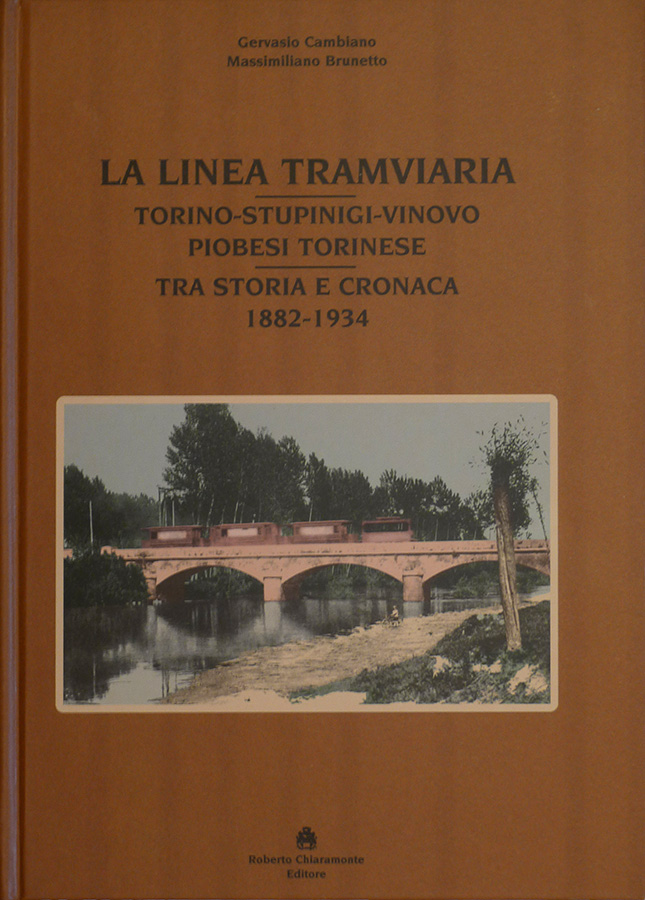 Gervasio Cambiano
Massimiliano Brunetto
LA LINEA TRAMVIARIA
TORINO-STUPINIGI-VINOVO
PIOBESI TORINESE
TRA STORIA E CRONACA
1882-1934
Roberto Chiaramonte
Editore